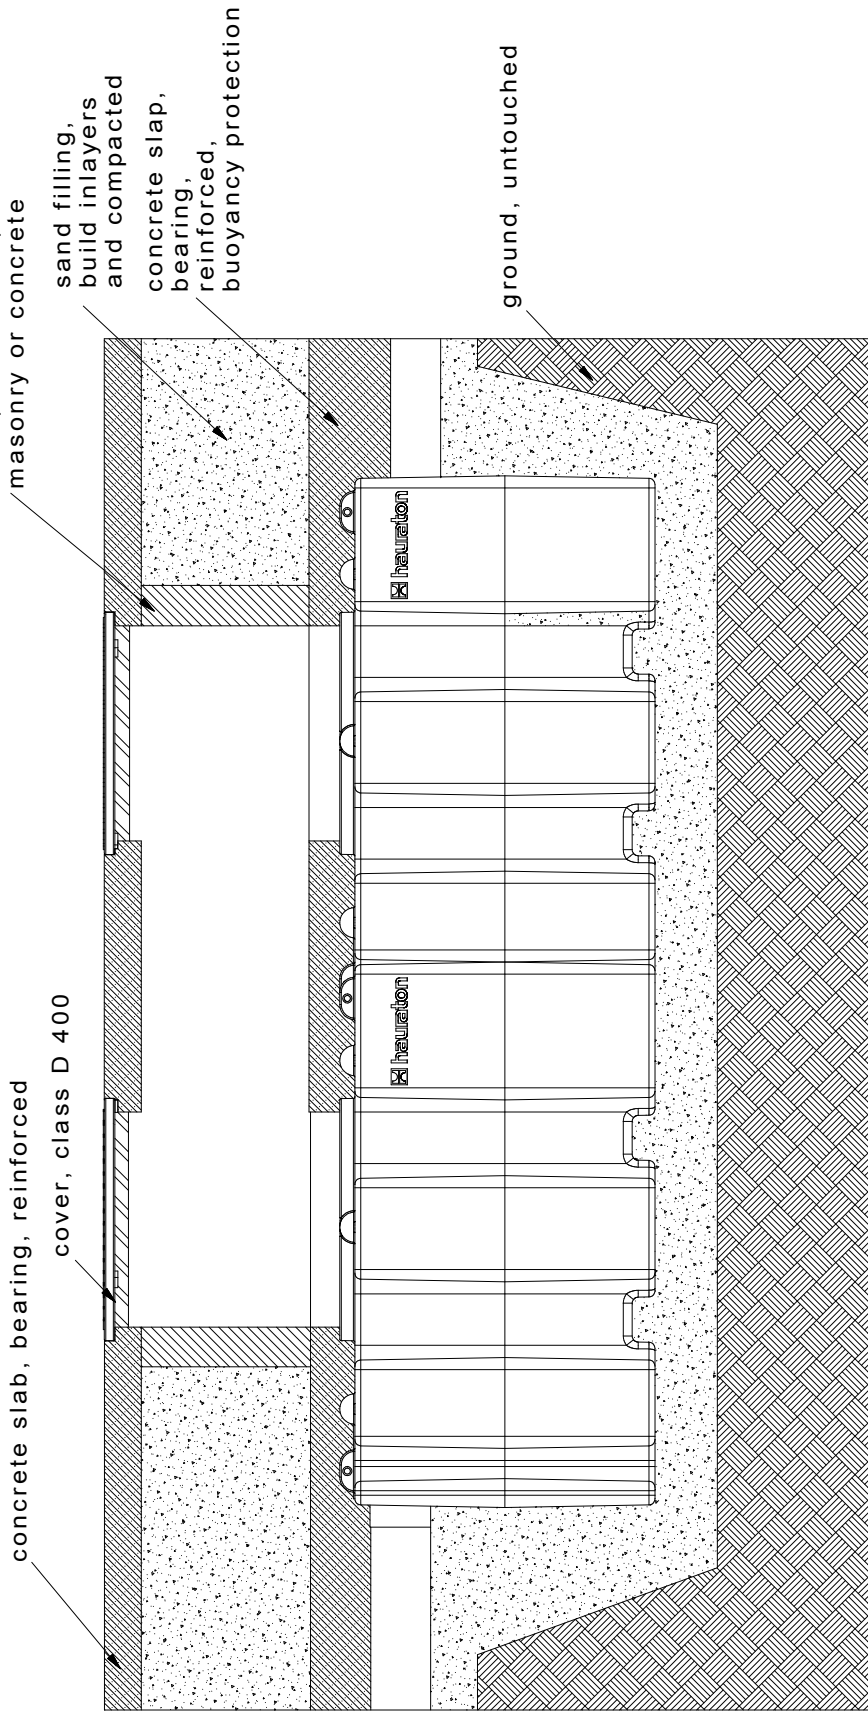 concrete slab, bearing, reinforced
cover, class D 400
masonry or concrete
sand filling,
build inlayers
and compacted
concrete slap,
bearing,
reinforced,
buoyancy protection
ground, untouched
hauraton
hauraton